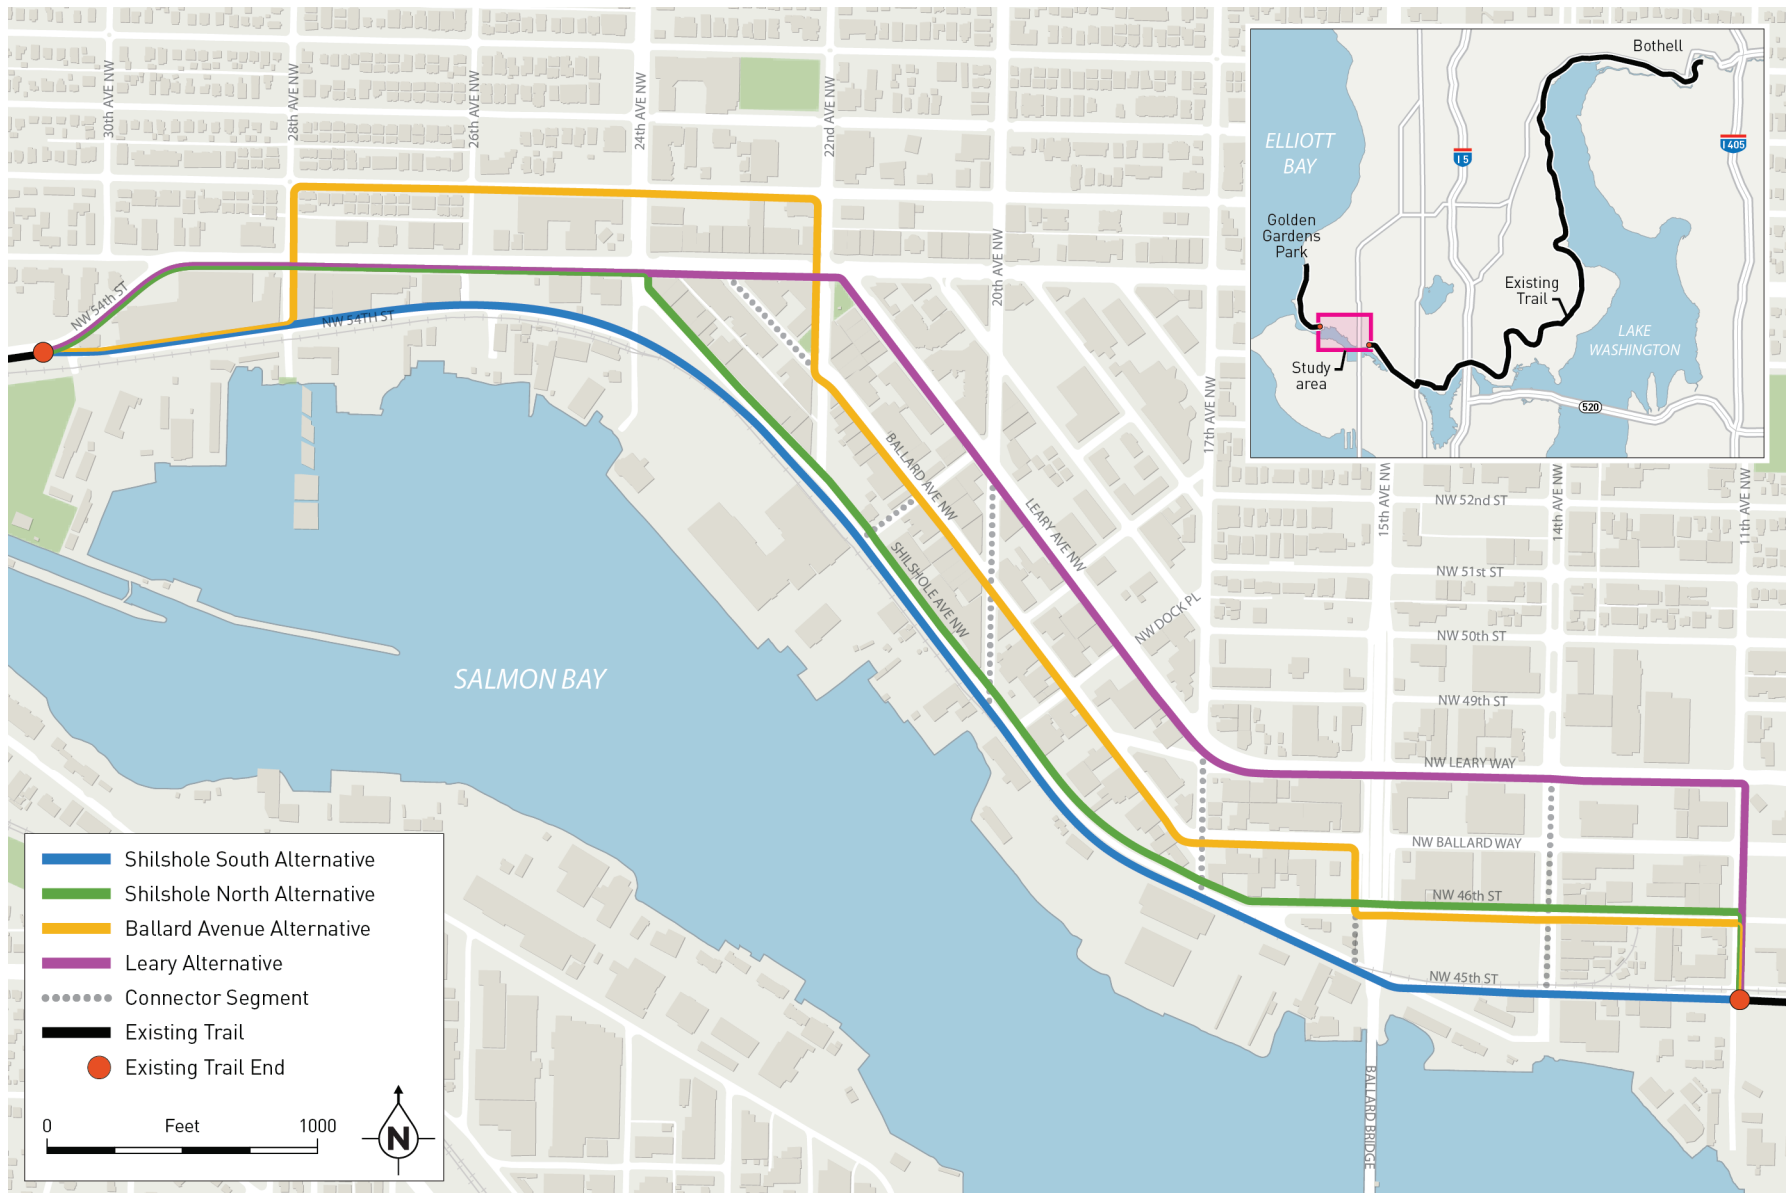 30th AVE NW
28th AVE NW
26th AVE NW
24th AVE NW
22nd AVE NW
20th AVE NW
17th AVE NW
15th AVE NW
14th AVE NW
11th AVE NW
NW 54th ST
NW 54TH ST
BALLARD AVE NW
SHILSHOLE AVE NW
LEARY AVE NW
NW DOCK PL
NW 52nd ST
NW 51st ST
NW 50th ST
NW 49th ST
NW LEARY WAY
NW BALLARD WAY
NW 46th ST
NW 45th ST
BALLARD BRIDGE
SALMON BAY
Bothell
ELLIOTT
BAY
I 5
I 405
Golden
Gardens
Park
Existing
Trail
LAKE
WASHINGTON
Study
area
520
Shilshole South Alternative
Shilshole North Alternative
Ballard Avenue Alternative
Leary Alternative
Connector Segment
Existing Trail
Existing Trail End
0 Feet 1000
N